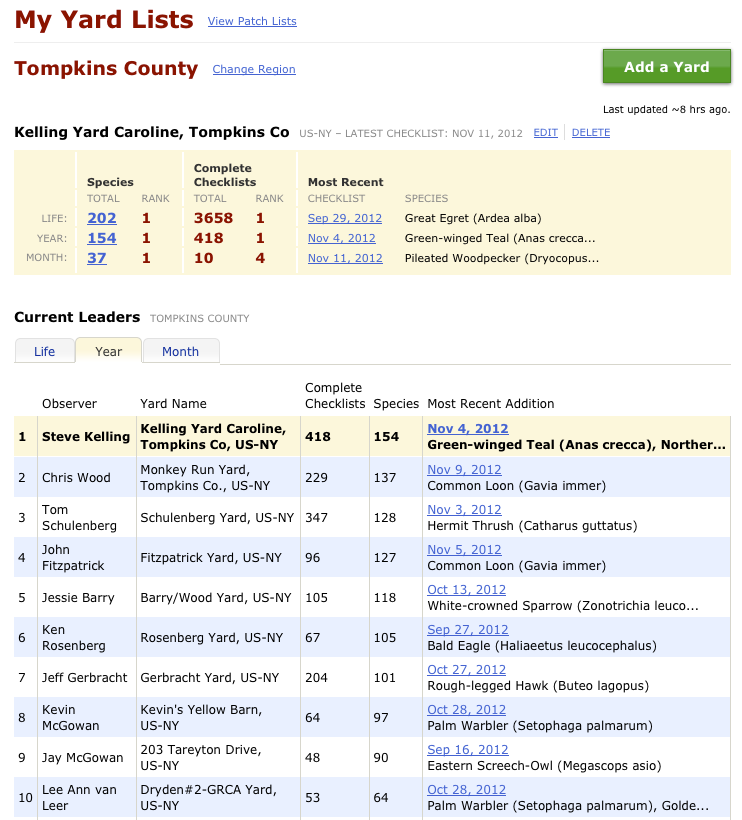 My Yard Lists View Patch Lists
Tompkins County Change Region
Add a Yard
Last updated ~8 hrs ago.
Kelling Yard Caroline, Tompkins Co US-NY – LATEST CHECKLIST: NOV 11, 2012 EDIT DELETE
Complete
Species Checklists Most Recent
TOTAL RANK TOTAL RANK CHECKLIST SPECIES
LIFE: 202 1 3658 1 Sep 29, 2012 Great Egret (Ardea alba)
YEAR: 154 1 418 1 Nov 4, 2012 Green-winged Teal (Anas crecca...
MONTH: 37 1 10 4 Nov 11, 2012 Pileated Woodpecker (Dryocopus...
Current Leaders TOMPKINS COUNTY
Life Year Month
Complete
Observer Yard Name Checklists Species Most Recent Addition
1 Steve Kelling Kelling Yard Caroline, 418 154 Nov 4, 2012
Tompkins Co, US-NY Green-winged Teal (Anas crecca), Norther...
2 Chris Wood Monkey Run Yard, 229 137 Nov 9, 2012
Tompkins Co., US-NY Common Loon (Gavia immer)
3 Tom Schulenberg Yard, US-NY 347 128 Nov 3, 2012
Schulenberg Hermit Thrush (Catharus guttatus)
4 John Fitzpatrick Yard, US-NY 96 127 Nov 5, 2012
Fitzpatrick Common Loon (Gavia immer)
5 Jessie Barry Barry/Wood Yard, US-NY 105 118 Oct 13, 2012
White-crowned Sparrow (Zonotrichia leuco...
6 Ken Rosenberg Yard, US-NY 67 105 Sep 27, 2012
Rosenberg Bald Eagle (Haliaeetus leucocephalus)
7 Jeff Gerbracht Gerbracht Yard, US-NY 204 101 Oct 27, 2012
Rough-legged Hawk (Buteo lagopus)
8 Kevin Kevin's Yellow Barn, 64 97 Oct 28, 2012
McGowan US-NY Palm Warbler (Setophaga palmarum)
9 Jay McGowan 203 Tareyton Drive, 48 90 Sep 16, 2012
US-NY Eastern Screech-Owl (Megascops asio)
10 Lee Ann van Dryden#2-GRCA Yard, 53 64 Oct 28, 2012
Leer US-NY Palm Warbler (Setophaga palmarum), Golde...